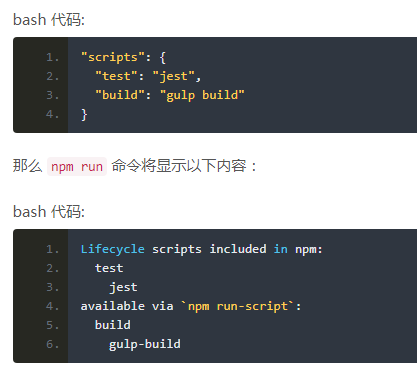 bash 代码:
1. "scripts": {
2.   "test": "jest",
3.   "build": "gulp build"
4. }
那么 npm run 命令将显示以下内容：
bash 代码:
1. Lifecycle scripts included in npm:
2.   test
3.     jest
4. available via `npm run-script`:
5.   build
6.     gulp-build